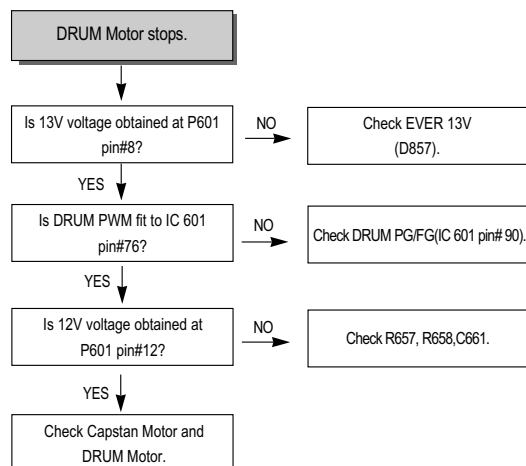 DRUM Motor stops.
Is 13V voltage obtained at P601
pin#8?
NO
Check EVER 13V
(D857).
YES
Is DRUM PWM fit to IC 601
pin#76?
NO
Check DRUM PG/FG(IC 601 pin# 90).
YES
Is 12V voltage obtained at
P601 pin#12?
NO
Check R657, R658,C661.
YES
Check Capstan Motor and
DRUM Motor.